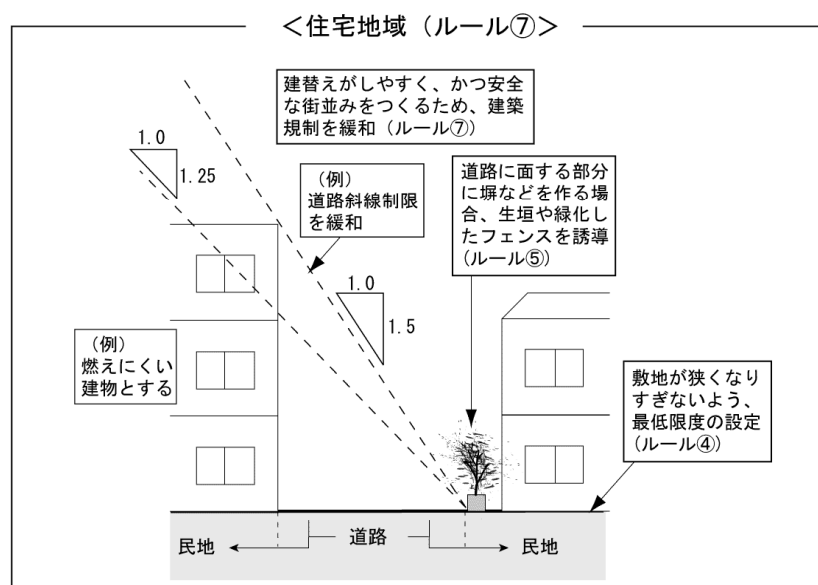 ＜住宅地域（ルール⑦）＞
建替えがしやすく、かつ安全
な街並みをつくるため、建築
規制を緩和（ルール⑦）
1.0
1.25
（例）
道路斜線制限
を緩和
道路に面する部分
に塀などを作る場
合、生垣や緑化し
たフェンスを誘導
(ルール⑤)
1.0
1.5
（例）
燃えにくい
建物とする
敷地が狭くなり
すぎないよう、
最低限度の設定
(ルール④)
民地
道路
民地